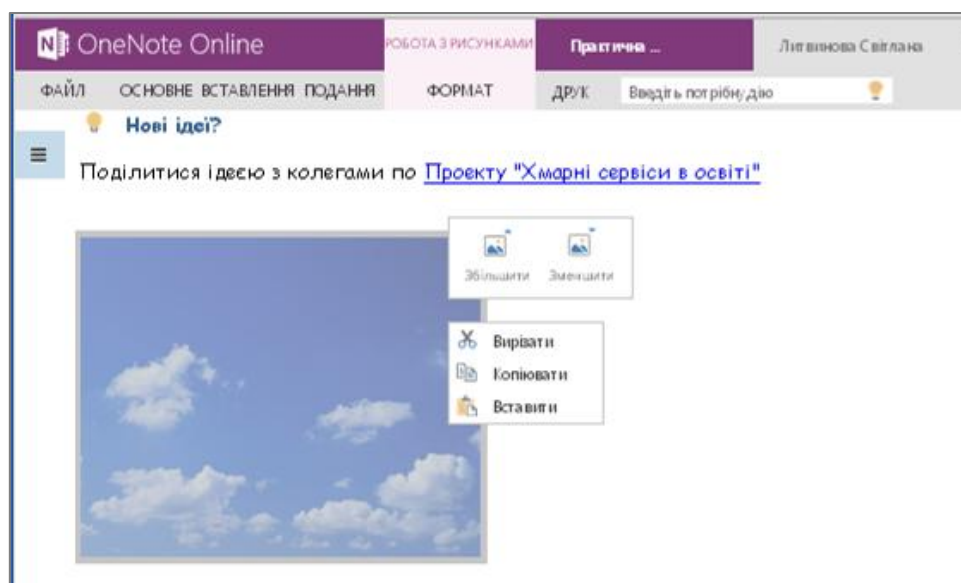 OneNote Online РОБОТА З РИСУНКАМИ Практична ... Литвинова Світлана
ФАЙЛ ОСНОВНЕ ВСТАВЛЕННЯ ПОДАННЯ ФОРМАТ ДРУК Введіть потрібну дію
Нові ідеї?
Поділитися ідеєю з колегами по Проекту "Хмарні сервіси в освіті"
Збільшити Зменшити
Вирізати
Копіювати
Вставити